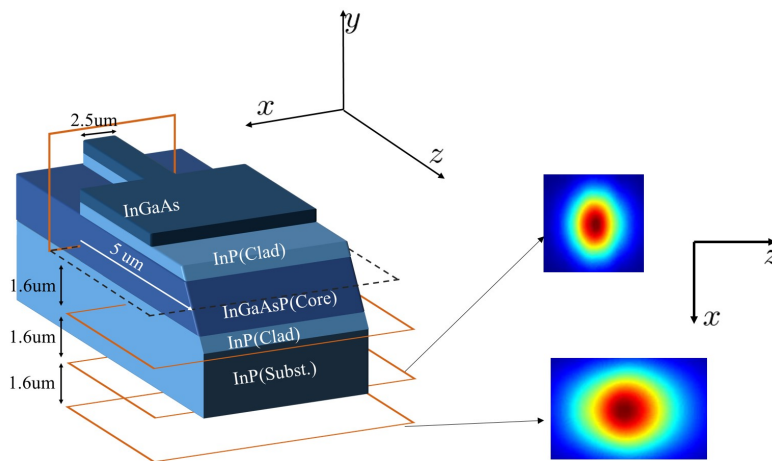 y
x
z
2.5um
InGaAs
5 um
InP(Clad)
1.6um
InGaAsP(Core)
1.6um
InP(Clad)
1.6um
InP(Subst.)
z
x